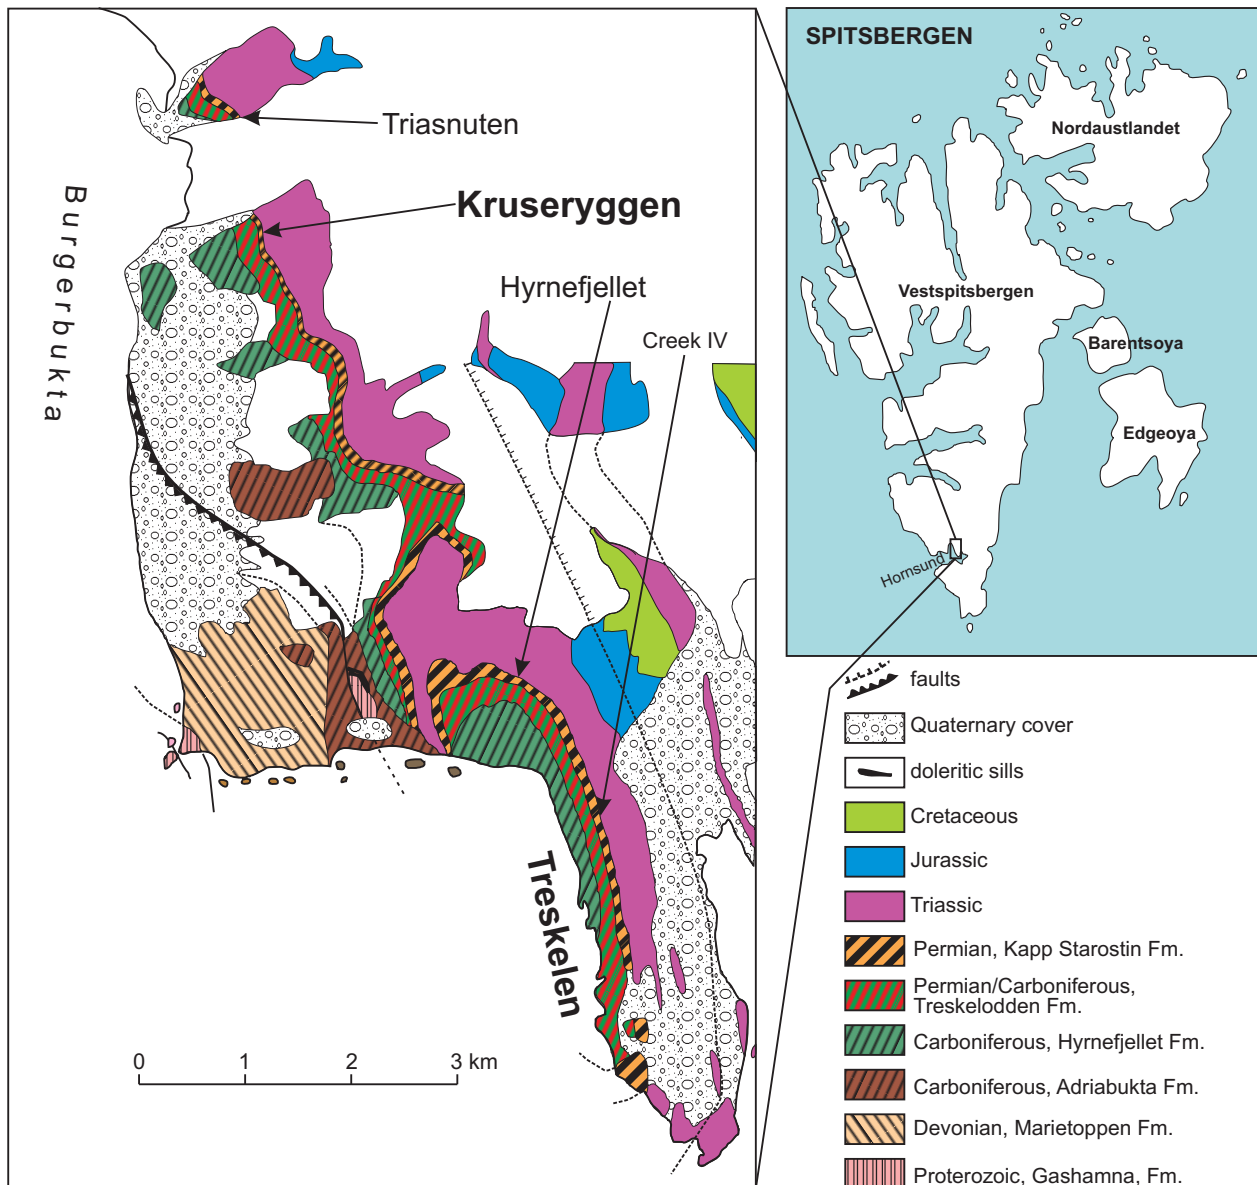 Triasnuten
Kruseryggen
Burgerbukta
Hyrnefjellet
Creek IV
Treskelen
0 1 2 3 km
SPITSBERGEN
Nordaustlandet
Vestspitsbergen
Barentsoya
Edgeoya
Hornsund
faults
Quaternary cover
doleritic sills
Cretaceous
Jurassic
Triassic
Permian, Kapp Starostin Fm.
Permian/Carboniferous,
Treskelodden Fm.
Carboniferous, Hyrnefjellet Fm.
Carboniferous, Adriabukta Fm.
Devonian, Marietoppen Fm.
Proterozoic, Gashamna, Fm.